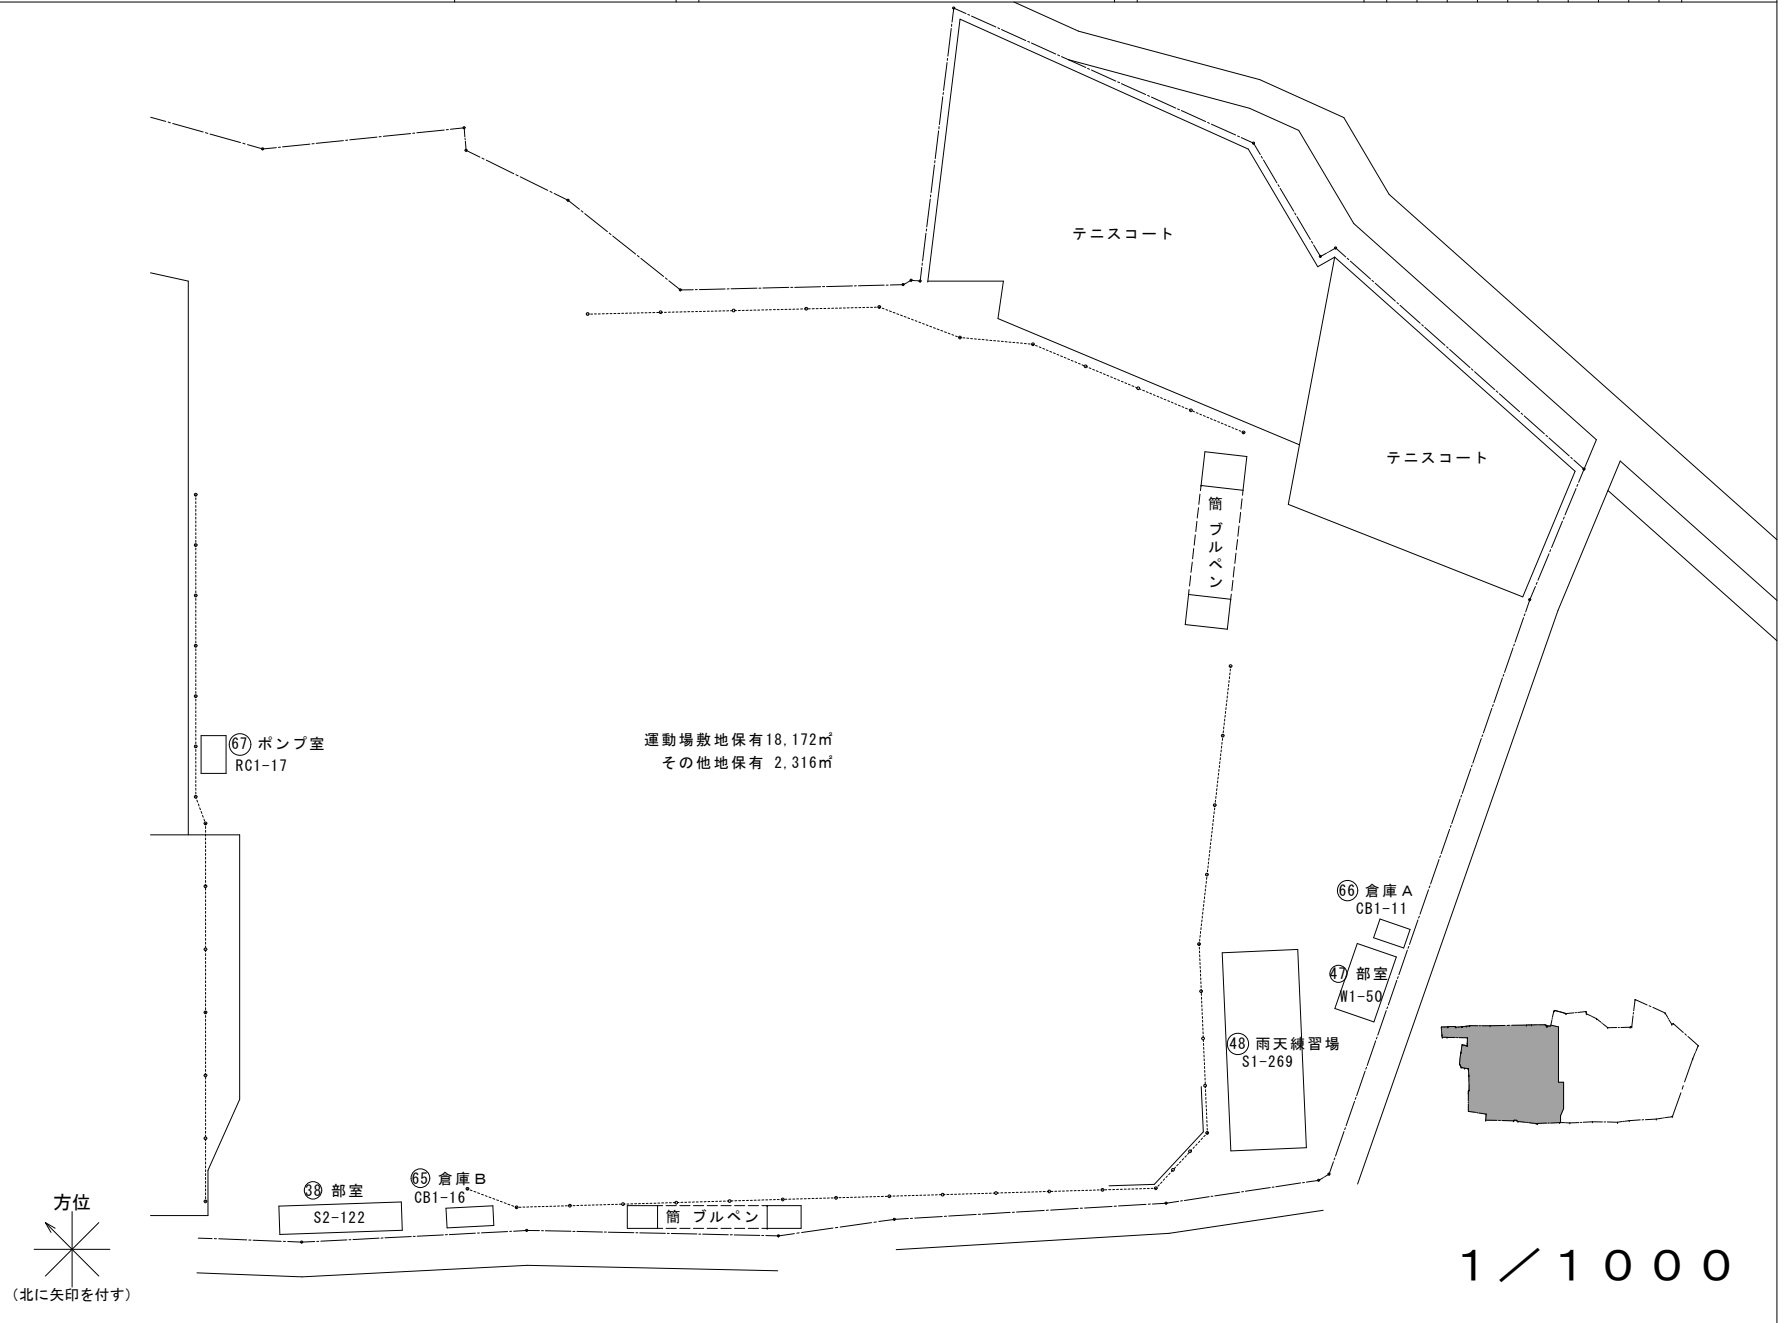 テニスコート
テニスコート
簡 ブルペン
67 ポンプ室
RC1-17
運動場敷地保有18,172㎡
その他地保有 2,316㎡
66 倉庫A
CB1-11
47 部室
W1-50
48 雨天練習場
S1-269
65 倉庫B
CB1-16
38 部室
S2-122
簡 ブルペン
方位
(北に矢印を付す)
1/1000